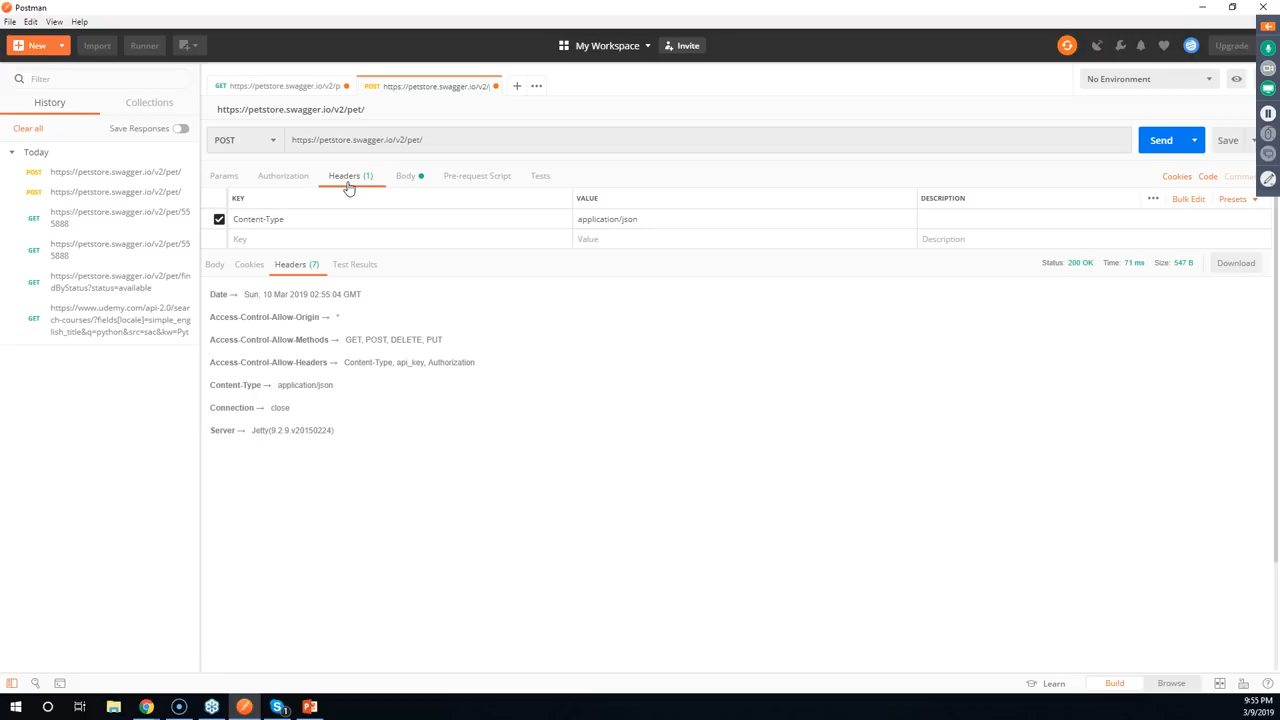 Postman
File Edit View Help
New Import Runner My Workspace Invite Upgrade
Filter
History Collections
Clear all Save Responses
Today
POST https://petstore.swagger.io/v2/pet/
POST https://petstore.swagger.io/v2/pet/
GET https://petstore.swagger.io/v2/pet/55
5888
GET https://petstore.swagger.io/v2/pet/55
5888
GET https://petstore.swagger.io/v2/pet/fin
dByStatus?status=available
GET https://www.udemy.com/api-2.0/sear
ch-courses/?fields[locale]=simple_eng
lish_title&q=python&src=sac&kw=Pyt
GET https://petstore.swagger.io/v2/p POST https://petstore.swagger.io/v2/ No Environment
https://petstore.swagger.io/v2/pet/
POST https://petstore.swagger.io/v2/pet/ Send Save
Params Authorization Headers (1) Body Pre-request Script Tests Cookies Code Comme
KEY VALUE DESCRIPTION Bulk Edit Presets
Content-Type application/json
Key Value Description
Body Cookies Headers (7) Test Results Status: 200 OK Time: 71 ms Size: 547 B Download
Date → Sun, 10 Mar 2019 02:55:04 GMT
Access-Control-Allow-Origin → *
Access-Control-Allow-Methods → GET, POST, DELETE, PUT
Access-Control-Allow-Headers → Content-Type, api_key, Authorization
Content-Type → application/json
Connection → close
Server → Jetty(9.2.9.v20150224)
Learn Build Browse
9:55 PM
3/9/2019